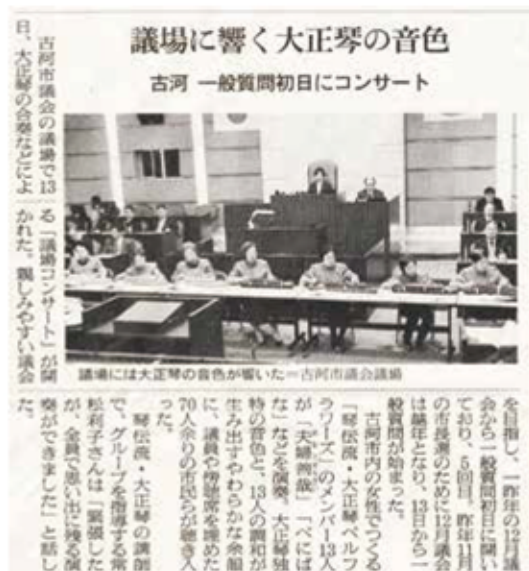 議場に響く大正琴の音色
古河 一般質問初日にコンサート
古河市議会の議場で13
日、大正琴の合奏などによ
る「議場コンサート」が開
かれた。親しみやすい議会
議場には大正琴の音色が響いた＝古河市議会議場
を目指し、一昨年の12月議
会から一般質問初日に開い
ており、5回目。昨年11月
の市長選のために12月議会
は越年となり、13日から一
般質問が始まった。
古河市内の女性でつくる
「琴伝流・大正琴ベルフ
ラワーズ」のメンバー13人
が「夫婦善哉」「べにば
な」などを演奏。大正琴独
特の音色と、13人の調和が
生み出すやわらかな余韻
に、議員や傍聴席を埋めた
70人余りの市民らが聴き入
った。
琴伝流・大正琴の講師
で、グループを指導する常
松利子さんは「緊張した
が、全員で思い出に残る演
奏ができました」と話し
た。